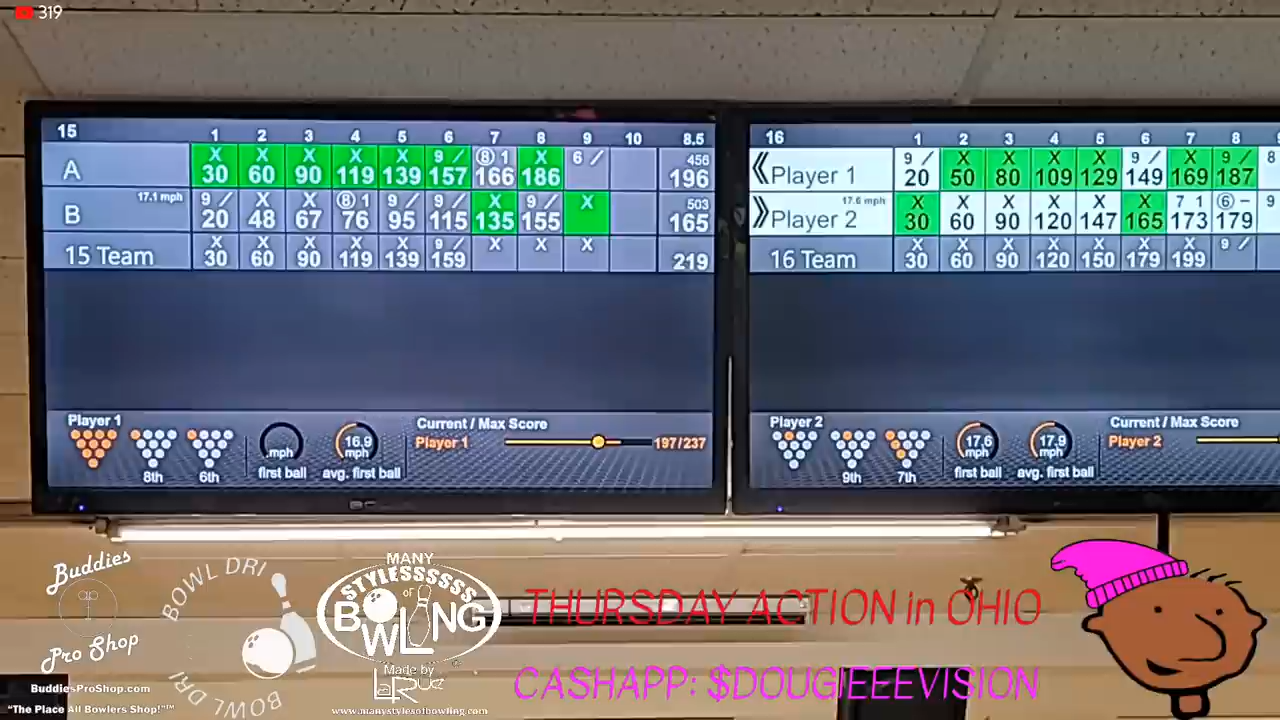 319
15 1 2 3 4 5 6 7 8 9 10 8.5
A X X X X X 9 / ⑧ 1 X 6 / 456
30 60 90 119 139 157 166 186 196
B 17.1 mph 9 / X X ⑧ 1 9 / 9 / X 9 / X 503
20 48 67 76 95 115 135 155 165
15 Team X X X X X 9 / X X X
30 60 90 119 139 159 219
Player 1
8th 6th
mph
first ball
16.9 mph
avg. first ball
Current / Max Score
Player 1 197/237
16 1 2 3 4 5 6 7 8
Player 1 9 / X X X X 9 / X 9 / 8
20 50 80 109 129 149 169 187
Player 2 17.6 mph X X X X X X 7 1 ⑥ - 9
30 60 90 120 147 165 173 179
16 Team X X X X X X X 9 /
30 60 90 120 150 179 199
Player 2
9th 7th
17.6 mph
first ball
17.9 mph
avg. first ball
Current / Max Score
Player 2
Buddies
Pro Shop
BuddiesProShop.com
"The Place All Bowlers Shop!"™
BOWL DRI
BOWL DRI
MANY
STYLESSSSSS
OF
BOWLING
Made by
LaRuez
www.manystylesofbowling.com
THURSDAY ACTION in OHIO
CASHAPP: $DOUGIEEEVISION